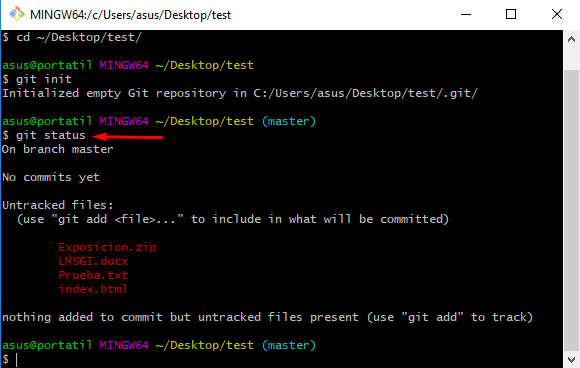 MINGW64:/c/Users/asus/Desktop/test
$ cd ~/Desktop/test/
asus@portatil MINGW64 ~/Desktop/test
$ git init
Initialized empty Git repository in C:/Users/asus/Desktop/test/.git/
asus@portatil MINGW64 ~/Desktop/test (master)
$ git status
On branch master
No commits yet
Untracked files:
(use "git add <file>..." to include in what will be committed)
Exposicion.zip
LMSGI.docx
Prueba.txt
index.html
nothing added to commit but untracked files present (use "git add" to track)
asus@portatil MINGW64 ~/Desktop/test (master)
$